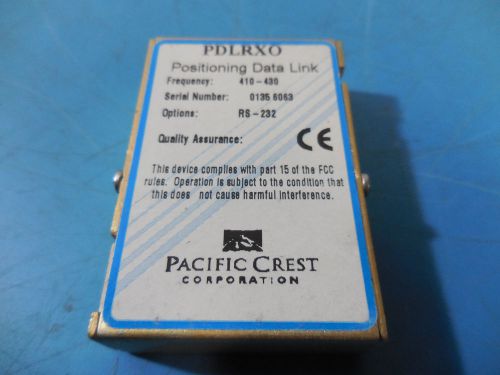 PDLRXO
Positioning Data Link
Frequency: 410-430
Serial Number: 0135 6063
Options: RS-232
Quality Assurance: CE
This device complies with part 15 of the FCC
rules. Operation is subject to the condition that
this does not cause harmful interference.
PACIFIC CREST
CORPORATION